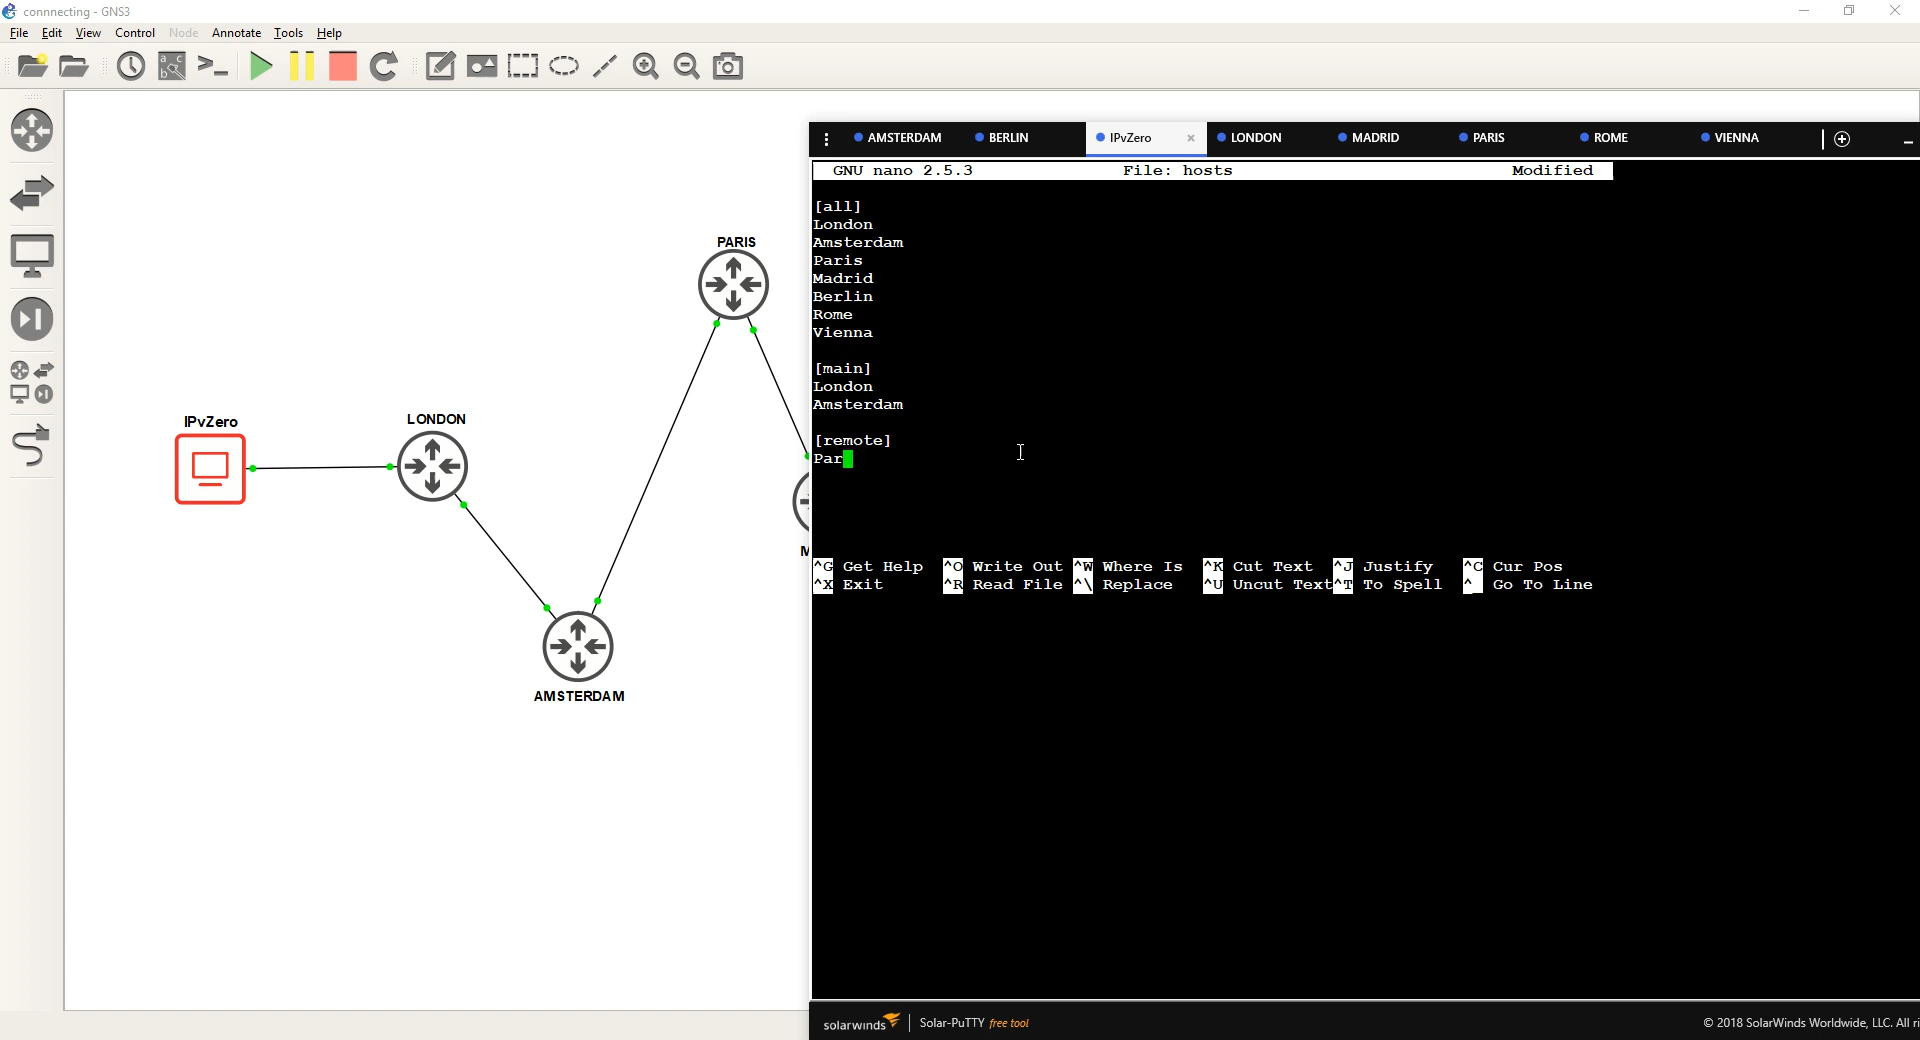 connnecting - GNS3
File Edit View Control Node Annotate Tools Help
AMSTERDAM BERLIN IPvZero × LONDON MADRID PARIS ROME VIENNA
GNU nano 2.5.3 File: hosts Modified
[all]
London
Amsterdam
Paris
Madrid
Berlin
Rome
Vienna
[main]
London
Amsterdam
[remote]
Par
^G Get Help ^O Write Out ^W Where Is ^K Cut Text ^J Justify ^C Cur Pos
^X Exit ^R Read File ^\ Replace ^U Uncut Text ^T To Spell ^_ Go To Line
PARIS
IPvZero
LONDON
M
AMSTERDAM
solarwinds Solar-PuTTY free tool © 2018 SolarWinds Worldwide, LLC. All ri